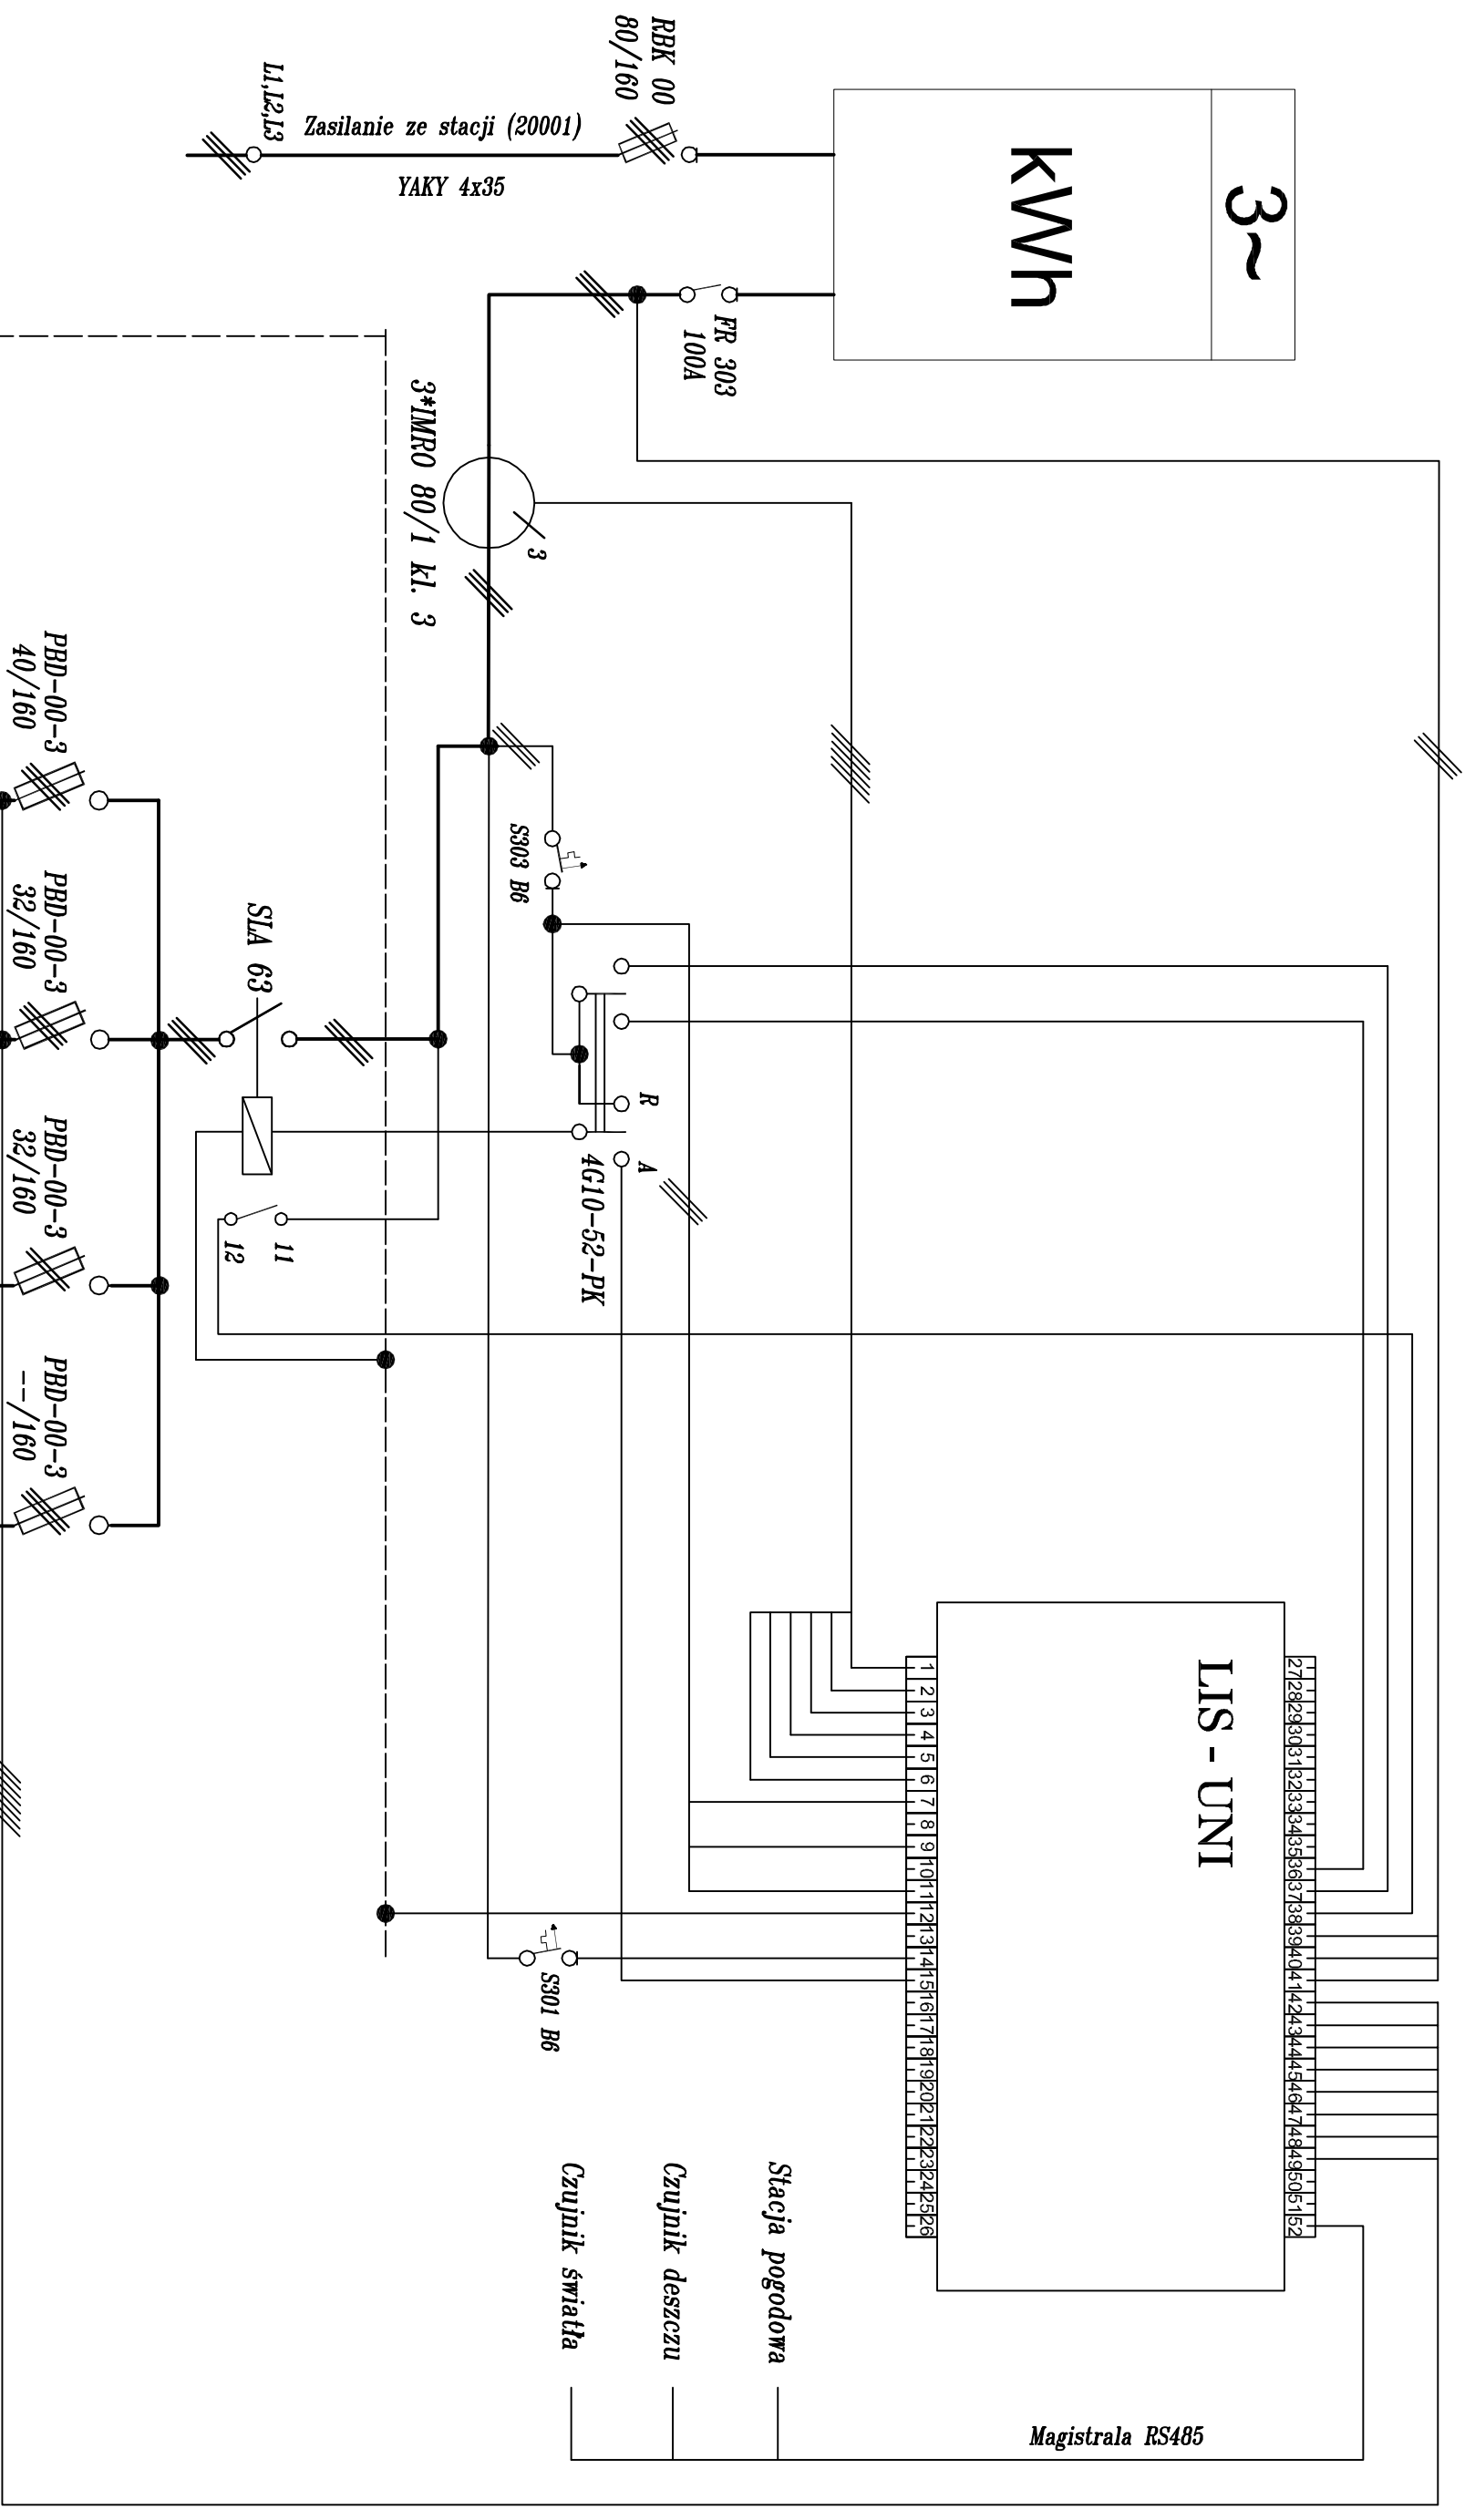 RBK 00
80/160
L1,L2,L3
Zasilanie ze stacji (20001)
YAKY 4x35
3~
kWh
FR 303
100A
3*IMRO 80/1 kl. 3
3
S303 B6
R
A
4G10-52-PK
SLA 63
11
12
PBD-00-3
40/160
PBD-00-3
32/160
PBD-00-3
32/160
PBD-00-3
--/160
LIS - UNI
27 28 29 30 31 32 33 34 35 36 37 38 39 40 41 42 43 44 45 46 47 48 49 50 51 52
1 2 3 4 5 6 7 8 9 10 11 12 13 14 15 16 17 18 19 20 21 22 23 24 25 26
S301 B6
Stacja pogodowa
Czujnik deszczu
Czujnik światła
Magistrala RS485